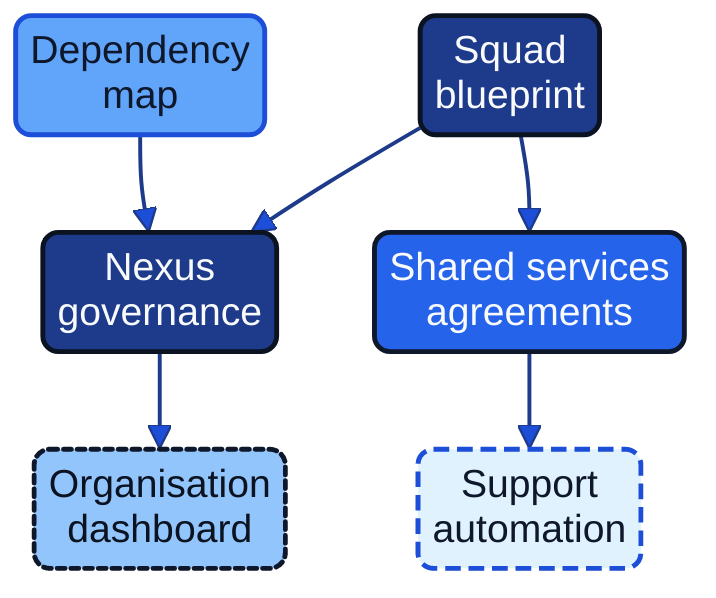 Dependency
map
Squad
blueprint
Nexus
governance
Shared services
agreements
Organisation
dashboard
Support
automation